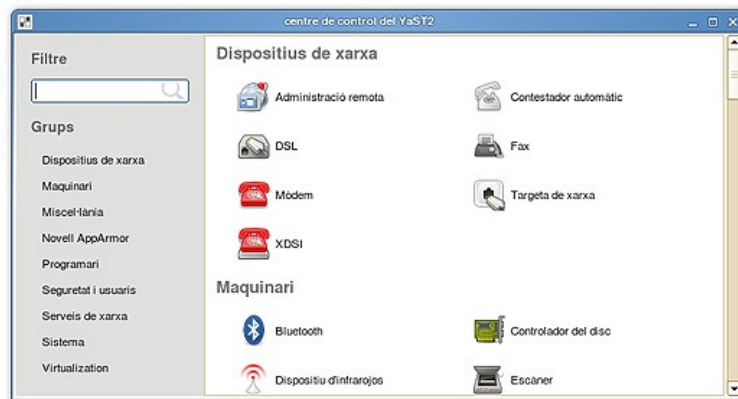 centre de control del YaST2
Filtre
Grups
Dispositius de xarxa
Maquinari
Miscel·lània
Novell AppArmor
Programari
Seguretat i usuaris
Serveis de xarxa
Sistema
Virtualization
Dispositius de xarxa
Administració remota
Contestador automàtic
DSL
Fax
Mòdem
Targeta de xarxa
XDSI
Maquinari
Bluetooth
Controlador del disc
Dispositiu d'infrarojos
Escàner